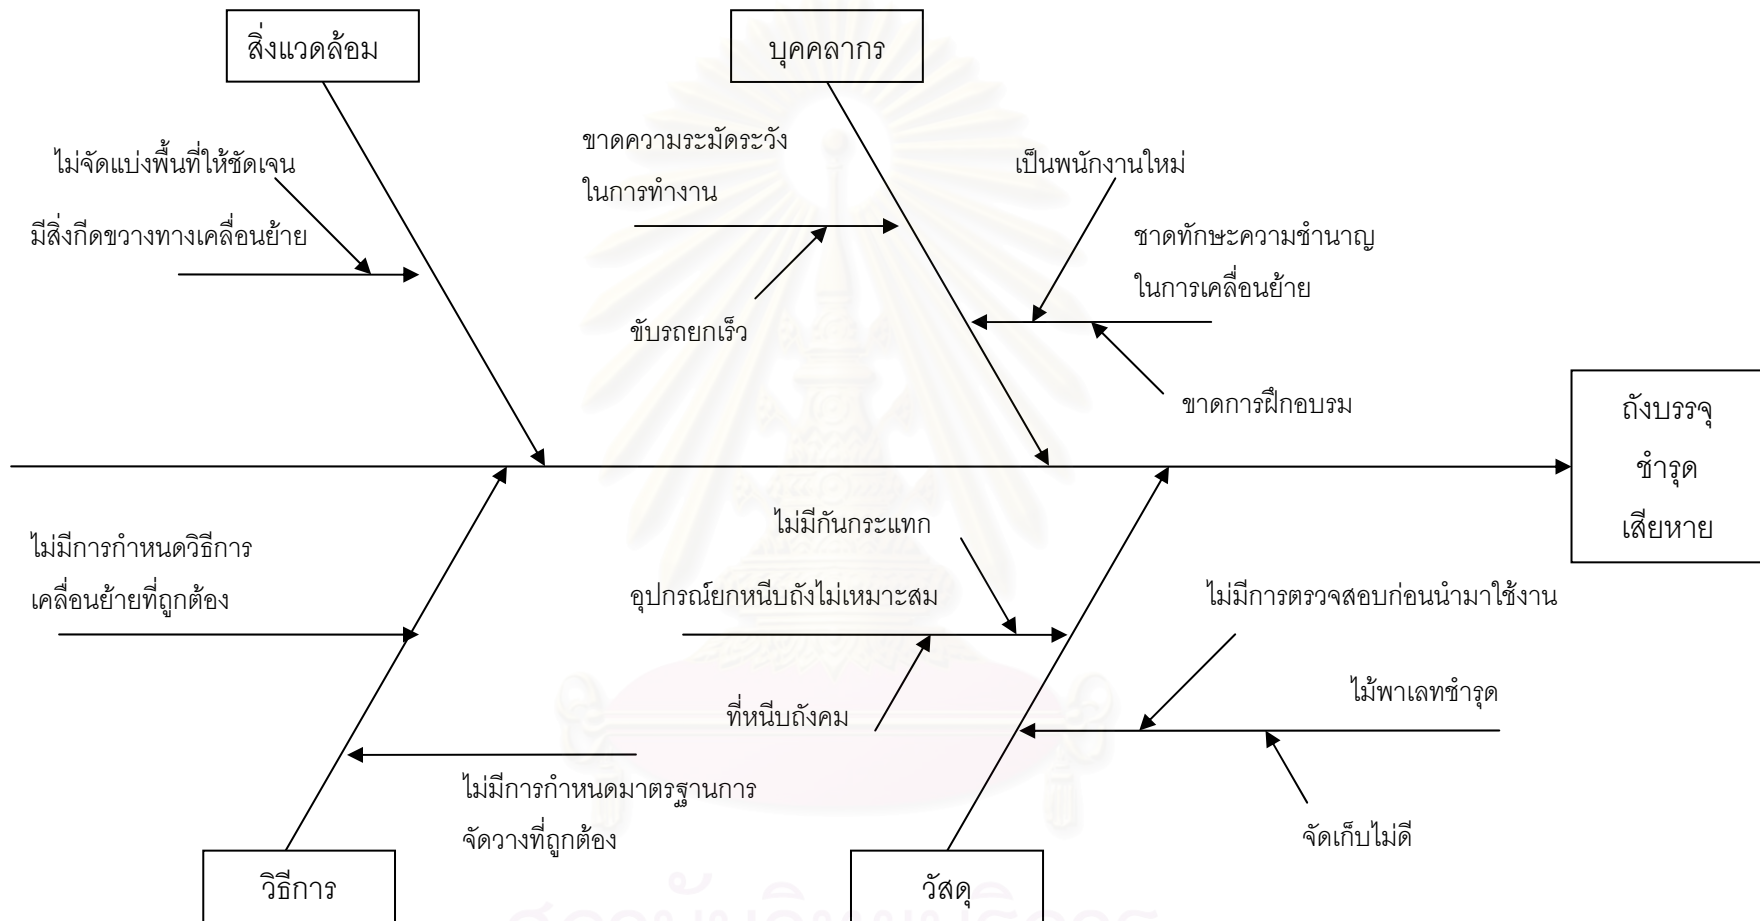 สิ่งแวดล้อม
บุคคลากร
ไม่จัดแบ่งพื้นที่ให้ชัดเจน
มีสิ่งกีดขวางทางเคลื่อนย้าย
ขาดความระมัดระวัง
ในการทำงาน
ขับรถยกเร็ว
เป็นพนักงานใหม่
ชาดทักษะความชำนาญ
ในการเคลื่อนย้าย
ขาดการฝึกอบรม
ถังบรรจุ
ชำรุด
เสียหาย
ไม่มีการกำหนดวิธีการ
เคลื่อนย้ายที่ถูกต้อง
ไม่มีการกำหนดมาตรฐานการ
จัดวางที่ถูกต้อง
ไม่มีกันกระแทก
อุปกรณ์ยกหนีบถังไม่เหมาะสม
ที่หนีบถังคม
ไม่มีการตรวจสอบก่อนนำมาใช้งาน
ไม้พาเลทชำรุด
จัดเก็บไม่ดี
วิธีการ
วัสดุ